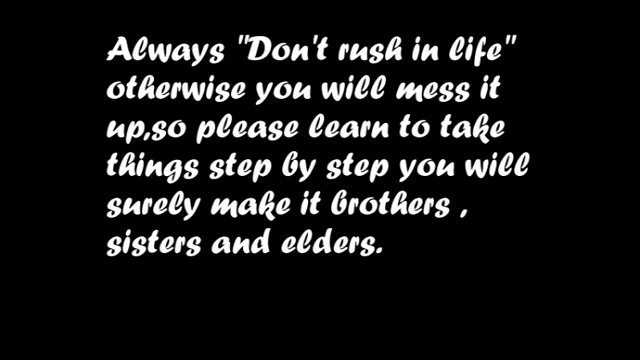 Always "Don't rush in life"
otherwise you will mess it
up,so please learn to take
things step by step you will
surely make it brothers ,
sisters and elders.